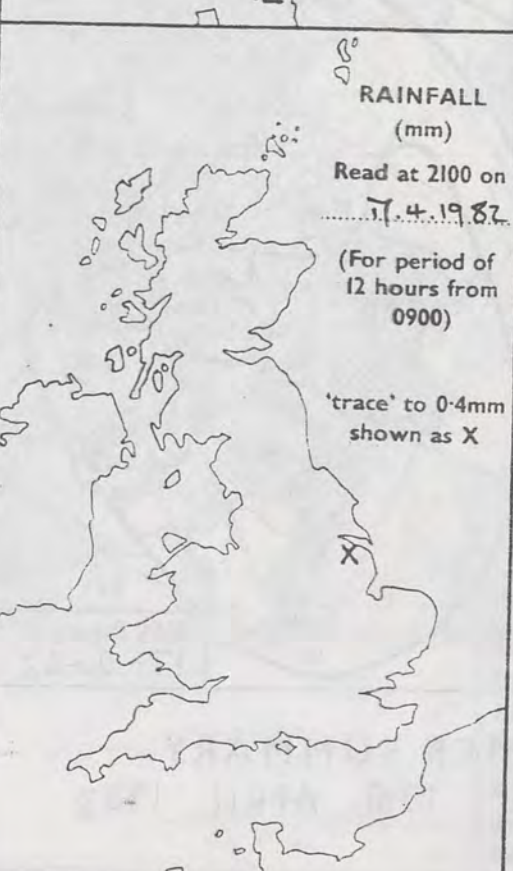 RAINFALL
(mm)
Read at 2100 on
17.4.1982
(For period of
12 hours from
0900)
'trace' to 0·4mm
shown as X
X